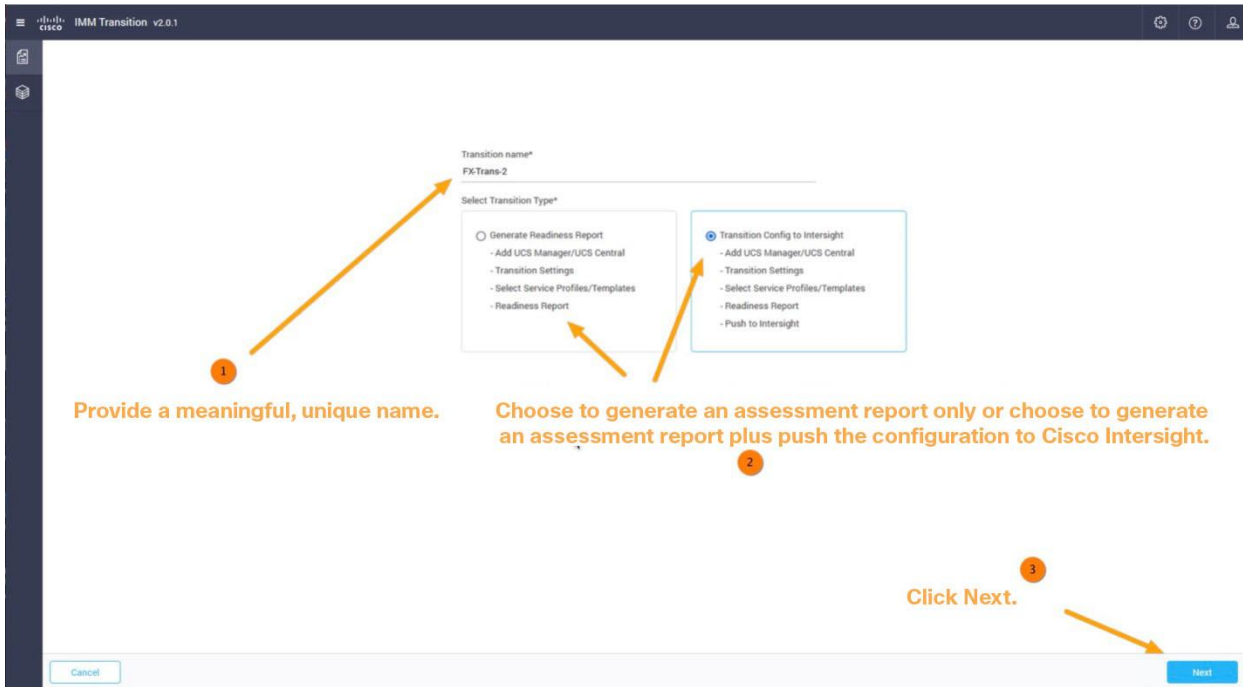 cisco IMM Transition v2.0.1
Transition name*
FX-Trans-2
Select Transition Type*
Generate Readiness Report
- Add UCS Manager/UCS Central
- Transition Settings
- Select Service Profiles/Templates
- Readiness Report
Transition Config to Intersight
- Add UCS Manager/UCS Central
- Transition Settings
- Select Service Profiles/Templates
- Readiness Report
- Push to Intersight
1
Provide a meaningful, unique name.
Choose to generate an assessment report only or choose to generate
an assessment report plus push the configuration to Cisco Intersight.
2
3
Click Next.
Cancel
Next